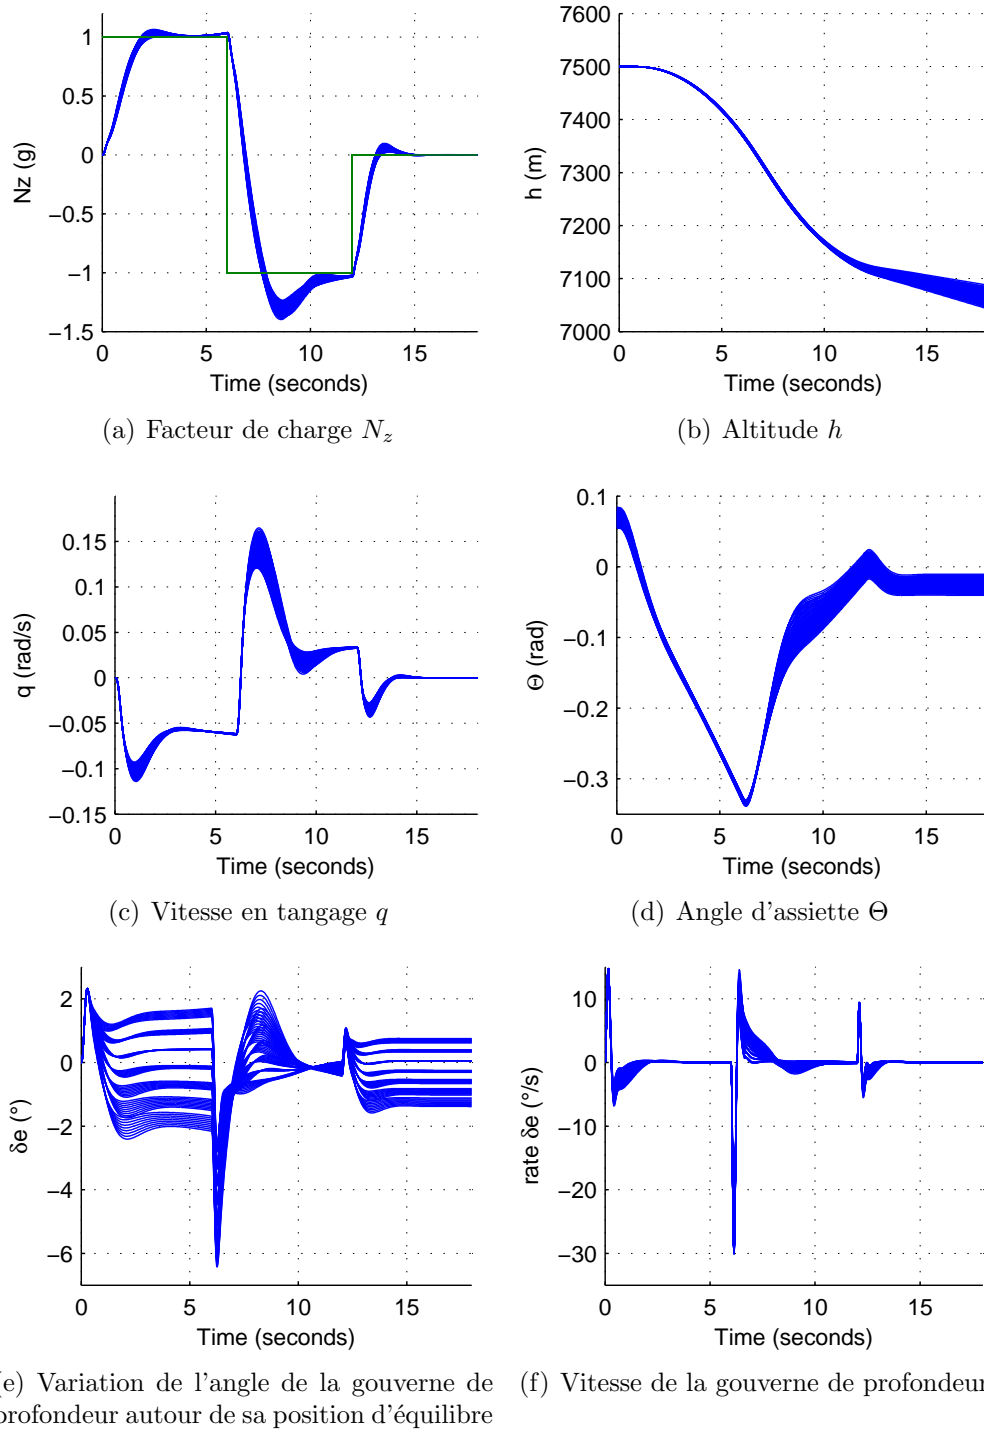 1
0.5
0
−0.5
−1
−1.5
Nz (g)
0 5 10 15
Time (seconds)
(a) Facteur de charge Nz
7600
7500
7400
7300
7200
7100
7000
h (m)
0 5 10 15
Time (seconds)
(b) Altitude h
0.15
0.1
0.05
0
−0.05
−0.1
−0.15
q (rad/s)
0 5 10 15
Time (seconds)
(c) Vitesse en tangage q
0.1
0
−0.1
−0.2
−0.3
Θ (rad)
0 5 10 15
Time (seconds)
(d) Angle d'assiette Θ
2
0
−2
−4
−6
δe (°)
0 5 10 15
Time (seconds)
(e) Variation de l'angle de la gouverne de
profondeur autour de sa position d'équilibre
10
0
−10
−20
−30
rate δe (°/s)
0 5 10 15
Time (seconds)
(f) Vitesse de la gouverne de profondeur